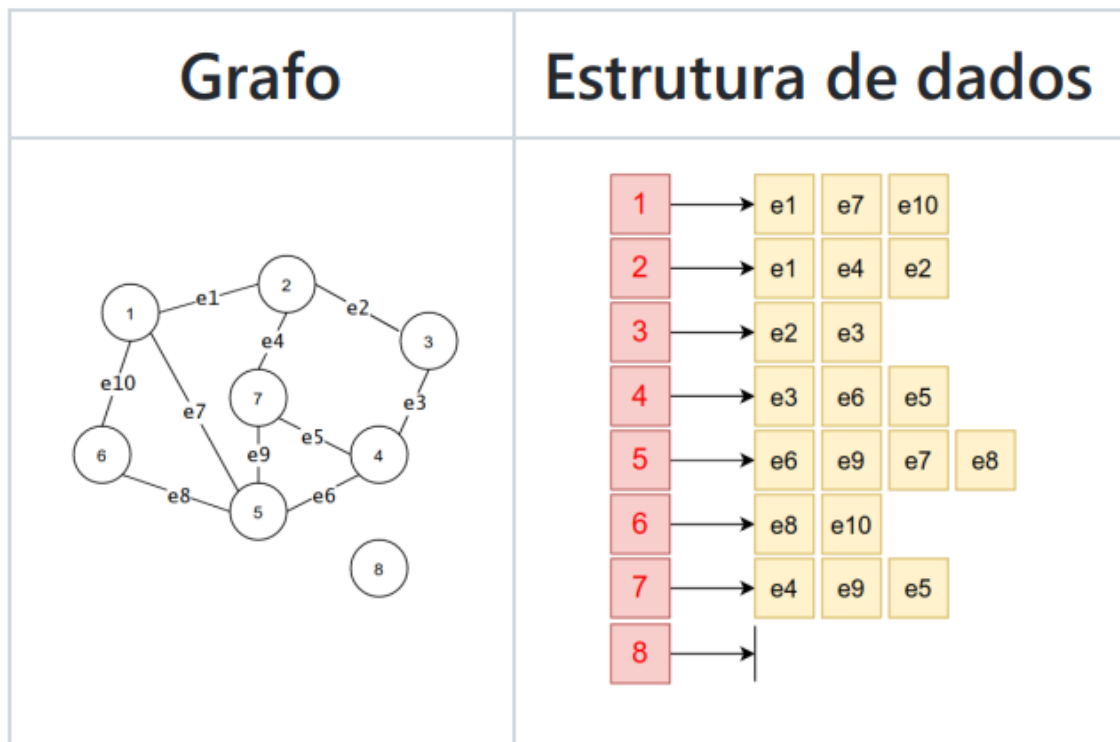 Grafo
Estrutura de dados
1
2
3
4
5
6
7
8
e1
e2
e3
e4
e5
e6
e7
e8
e9
e10
1 e1 e7 e10
2 e1 e4 e2
3 e2 e3
4 e3 e6 e5
5 e6 e9 e7 e8
6 e8 e10
7 e4 e9 e5
8